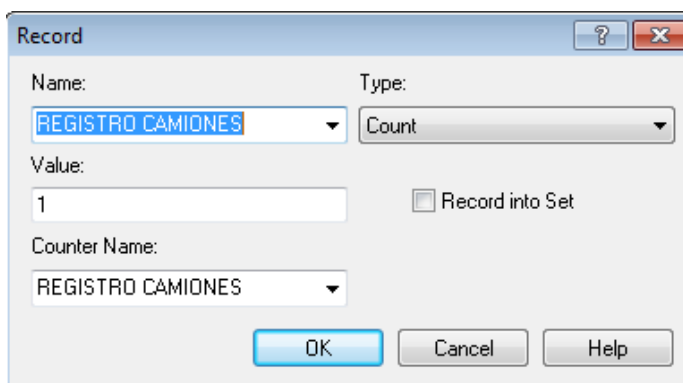 Record
Name: Type:
REGISTRO CAMIONES Count
Value:
1 Record into Set
Counter Name:
REGISTRO CAMIONES
OK Cancel Help